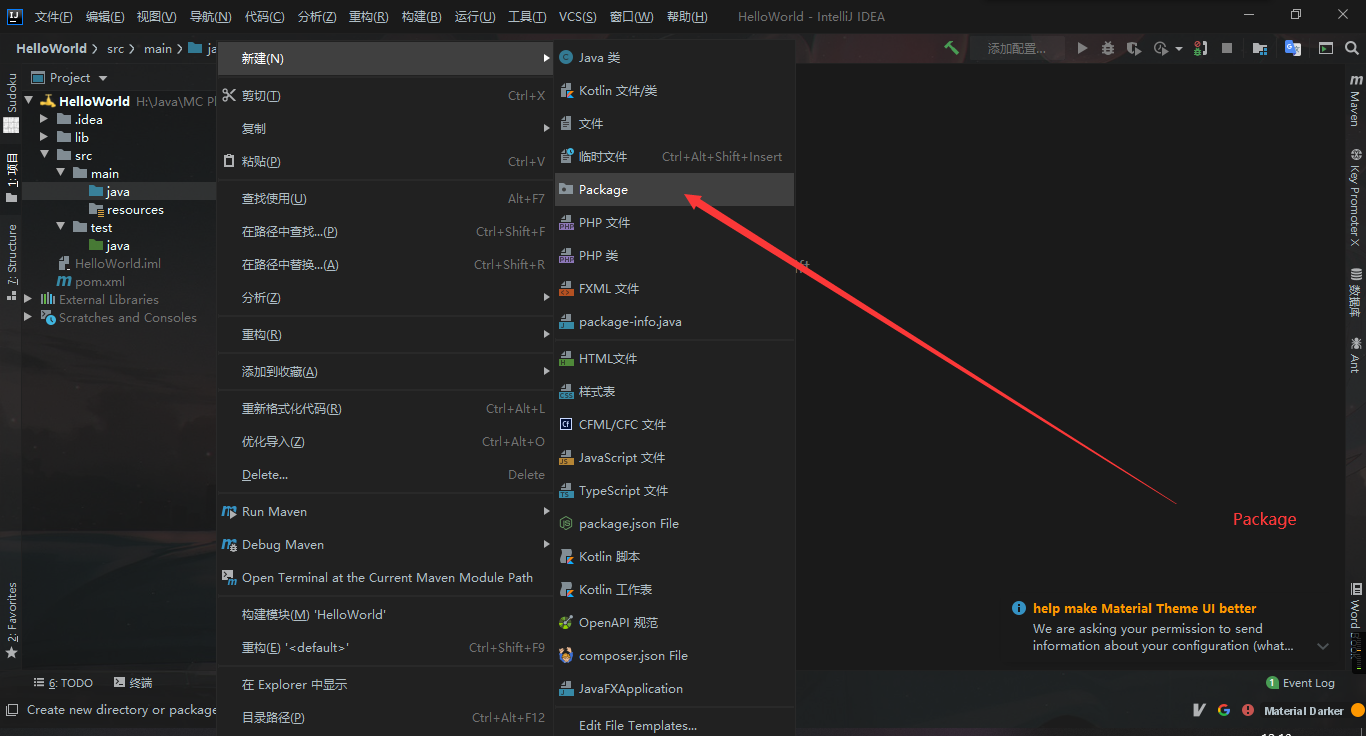 IJ 文件(F) 编辑(E) 视图(V) 导航(N) 代码(C) 分析(Z) 重构(R) 构建(B) 运行(U) 工具(T) VCS(S) 窗口(W) 帮助(H) HelloWorld - IntelliJ IDEA
HelloWorld src main ja
添加配置...
Project
HelloWorld H:\Java\MC Pl
.idea
lib
src
main
java
resources
test
java
HelloWorld.iml
pom.xml
External Libraries
Scratches and Consoles
Sudoku
1: 项目
7: Structure
2: Favorites
新建(N)
剪切(T) Ctrl+X
复制
粘贴(P) Ctrl+V
查找使用(U) Alt+F7
在路径中查找...(P) Ctrl+Shift+F
在路径中替换...(A) Ctrl+Shift+R
分析(Z)
重构(R)
添加到收藏(A)
重新格式化代码(R) Ctrl+Alt+L
优化导入(Z) Ctrl+Alt+O
Delete... Delete
Run Maven
Debug Maven
Open Terminal at the Current Maven Module Path
构建模块(M) 'HelloWorld'
重构(E) '<default>' Ctrl+Shift+F9
在 Explorer 中显示
目录路径(P) Ctrl+Alt+F12
Java 类
Kotlin 文件/类
文件
临时文件 Ctrl+Alt+Shift+Insert
Package
PHP 文件
PHP 类
FXML 文件
package-info.java
HTML文件
样式表
CFML/CFC 文件
JavaScript 文件
TypeScript 文件
package.json File
Kotlin 脚本
Kotlin 工作表
OpenAPI 规范
composer.json File
JavaFXApplication
Edit File Templates...
Package
help make Material Theme UI better
We are asking your permission to send
information about your configuration (what...
Maven
Key Promoter X
数据库
Ant
Word
6: TODO
终端
1 Event Log
Create new directory or package
Material Darker